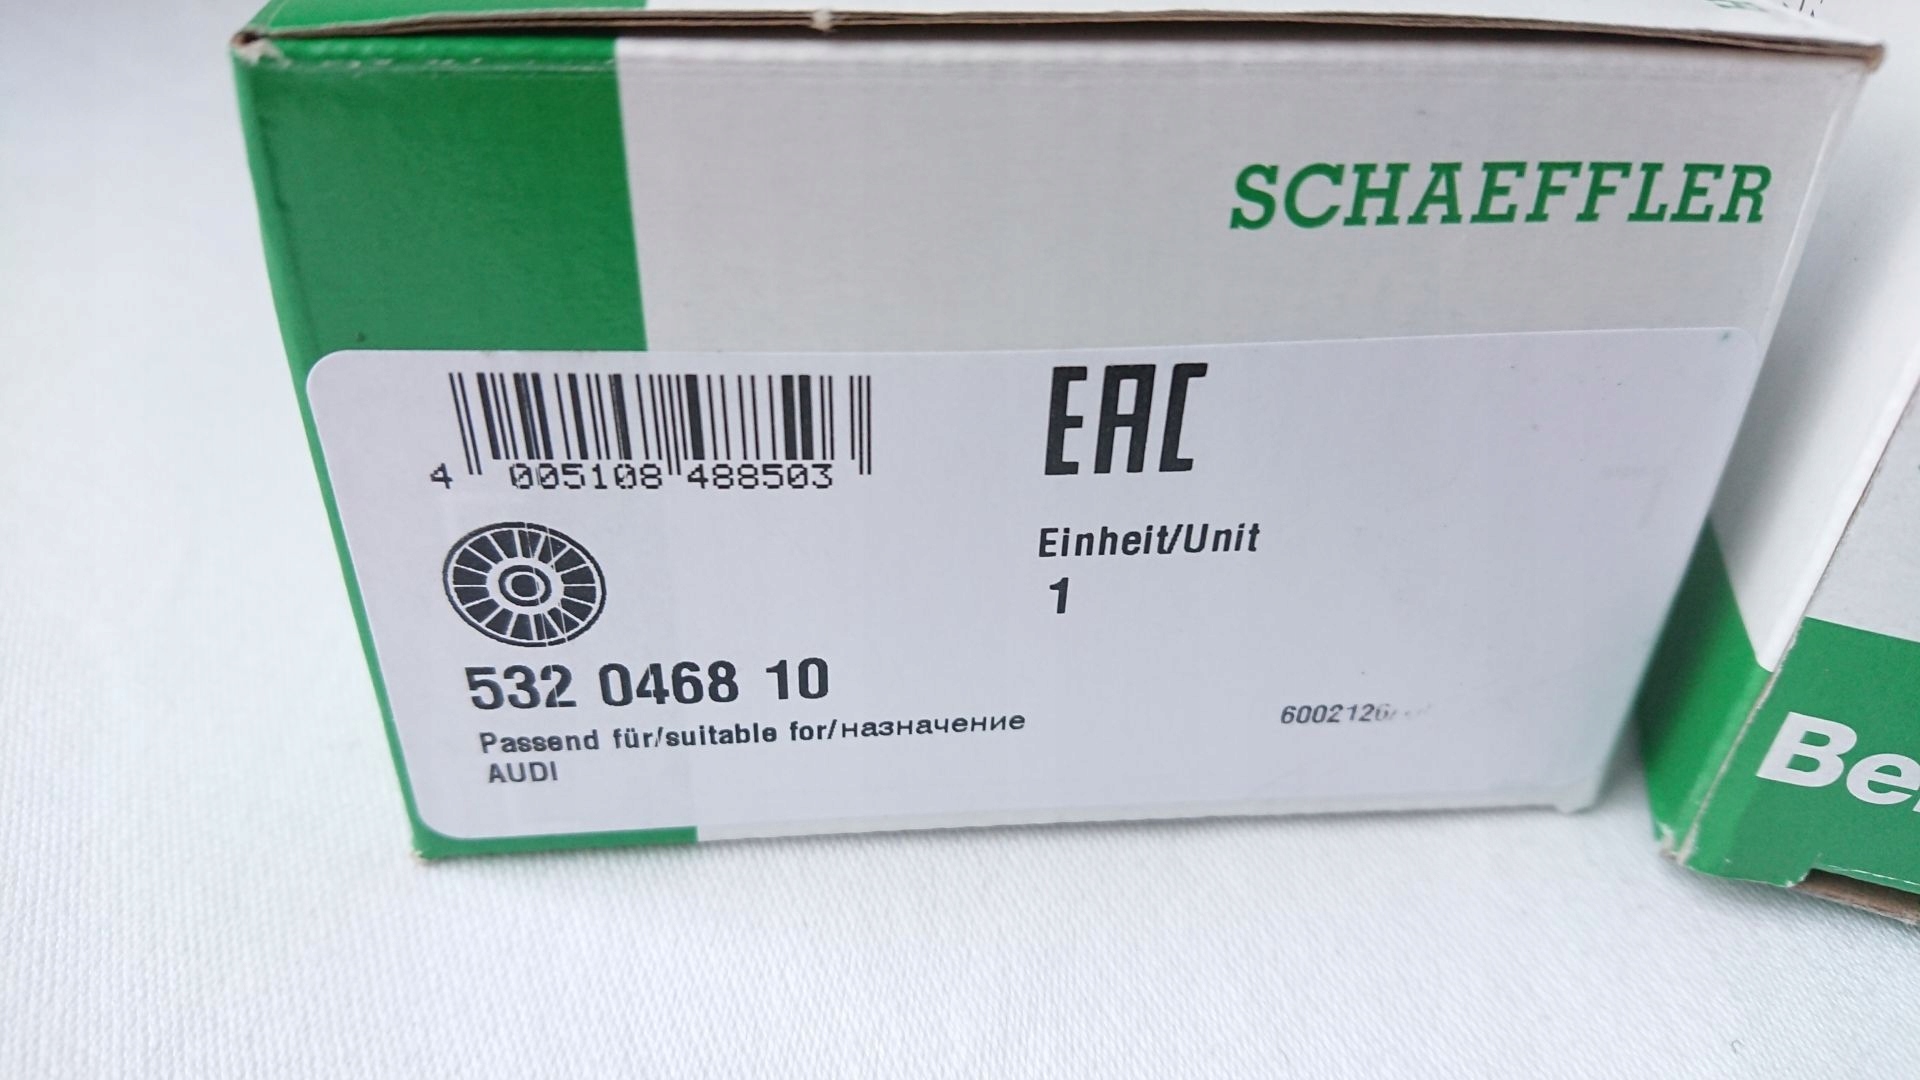 SCHAEFFLER
EAC
4 005108 488503
Einheit/Unit
1
532 0468 10
Passend für/suitable for/назначение
AUDI